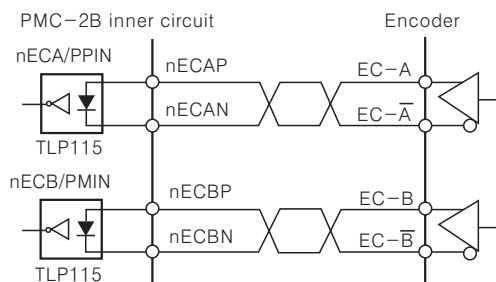 PMC-2B inner circuit
Encoder
nECA/PPIN
nECAP
EC-A
nECAN
EC-A̅
TLP115
nECB/PMIN
nECBP
EC-B
nECBN
EC-B̅
TLP115